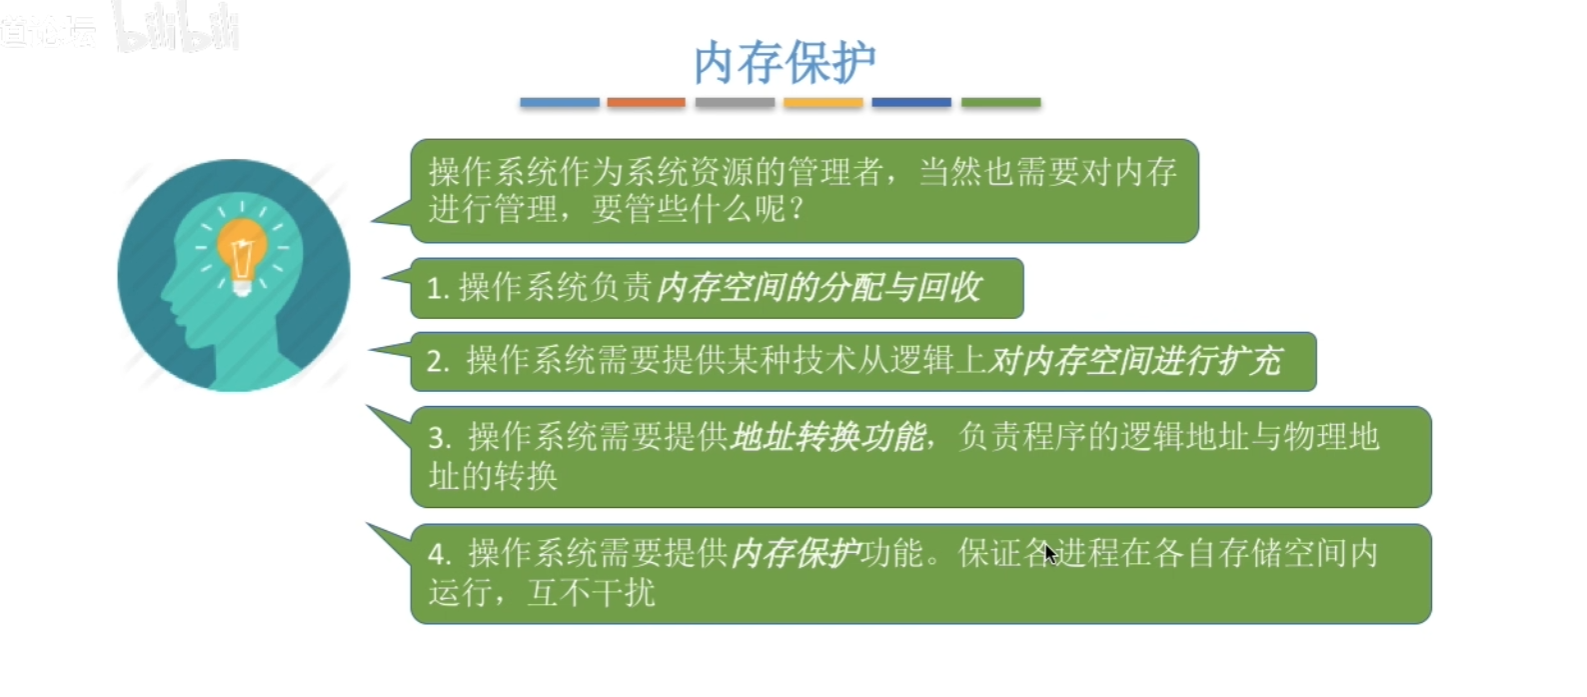 道论坛 bilibili
内存保护
操作系统作为系统资源的管理者，当然也需要对内存
进行管理，要管些什么呢？
1. 操作系统负责内存空间的分配与回收
2. 操作系统需要提供某种技术从逻辑上对内存空间进行扩充
3. 操作系统需要提供地址转换功能，负责程序的逻辑地址与物理地
址的转换
4. 操作系统需要提供内存保护功能。保证各进程在各自存储空间内
运行，互不干扰